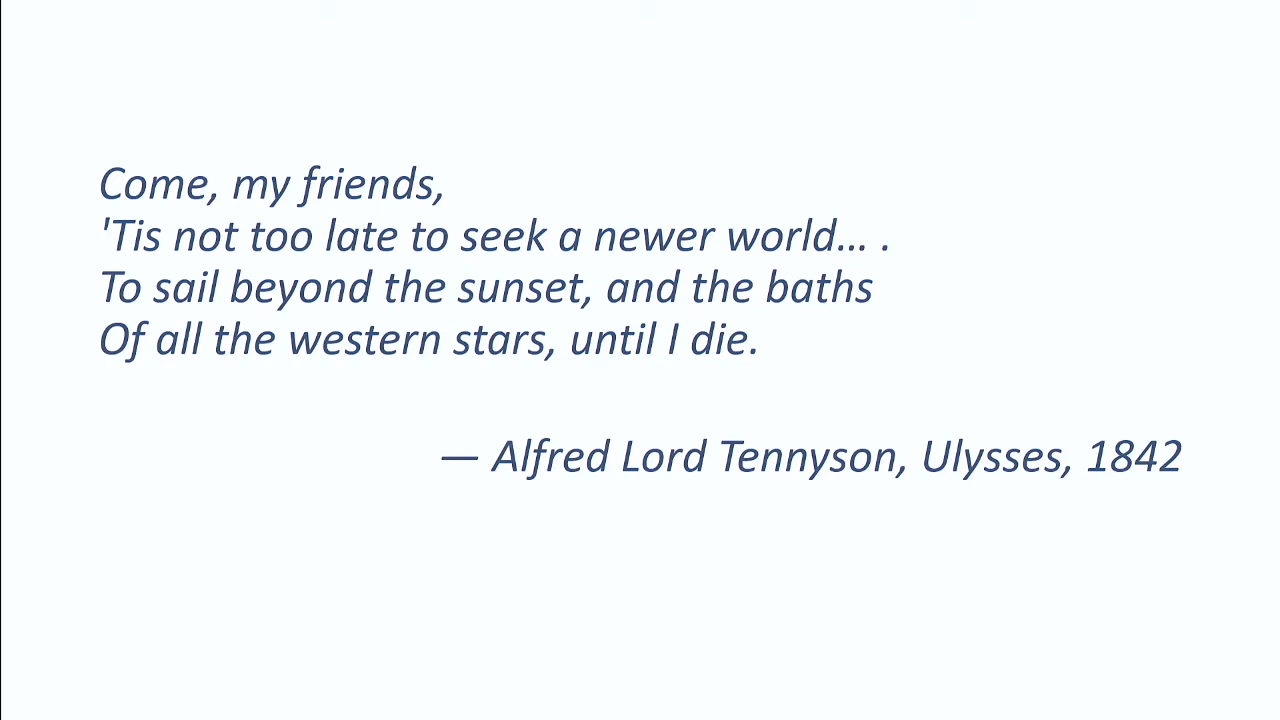 Come, my friends,
'Tis not too late to seek a newer world... .
To sail beyond the sunset, and the baths
Of all the western stars, until I die.
— Alfred Lord Tennyson, Ulysses, 1842